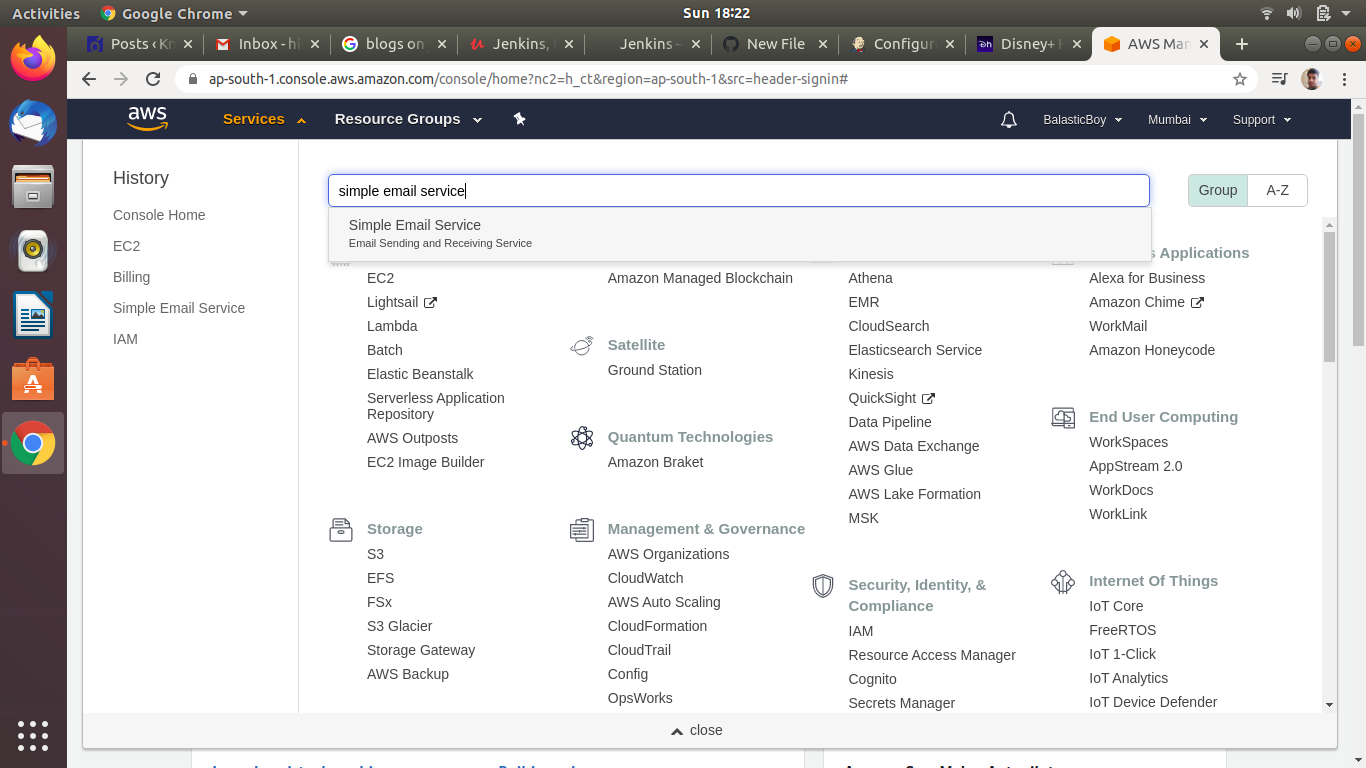 Activities
Google Chrome
Sun 18:22
Posts ‹ Kn
Inbox - hi
blogs on
Jenkins,
Jenkins –
New File
Configur
Disney+ H
AWS Man
ap-south-1.console.aws.amazon.com/console/home?nc2=h_ct&region=ap-south-1&src=header-signin#
aws
Services
Resource Groups
BalasticBoy
Mumbai
Support
History
Console Home
EC2
Billing
Simple Email Service
IAM
simple email service
Group
A-Z
Simple Email Service
Email Sending and Receiving Service
EC2
Lightsail
Lambda
Batch
Elastic Beanstalk
Serverless Application
Repository
AWS Outposts
EC2 Image Builder
Storage
S3
EFS
FSx
S3 Glacier
Storage Gateway
AWS Backup
Amazon Managed Blockchain
Satellite
Ground Station
Quantum Technologies
Amazon Braket
Management & Governance
AWS Organizations
CloudWatch
AWS Auto Scaling
CloudFormation
CloudTrail
Config
OpsWorks
Athena
EMR
CloudSearch
Elasticsearch Service
Kinesis
QuickSight
Data Pipeline
AWS Data Exchange
AWS Glue
AWS Lake Formation
MSK
Security, Identity, &
Compliance
IAM
Resource Access Manager
Cognito
Secrets Manager
s Applications
Alexa for Business
Amazon Chime
WorkMail
Amazon Honeycode
End User Computing
WorkSpaces
AppStream 2.0
WorkDocs
WorkLink
Internet Of Things
IoT Core
FreeRTOS
IoT 1-Click
IoT Analytics
IoT Device Defender
close